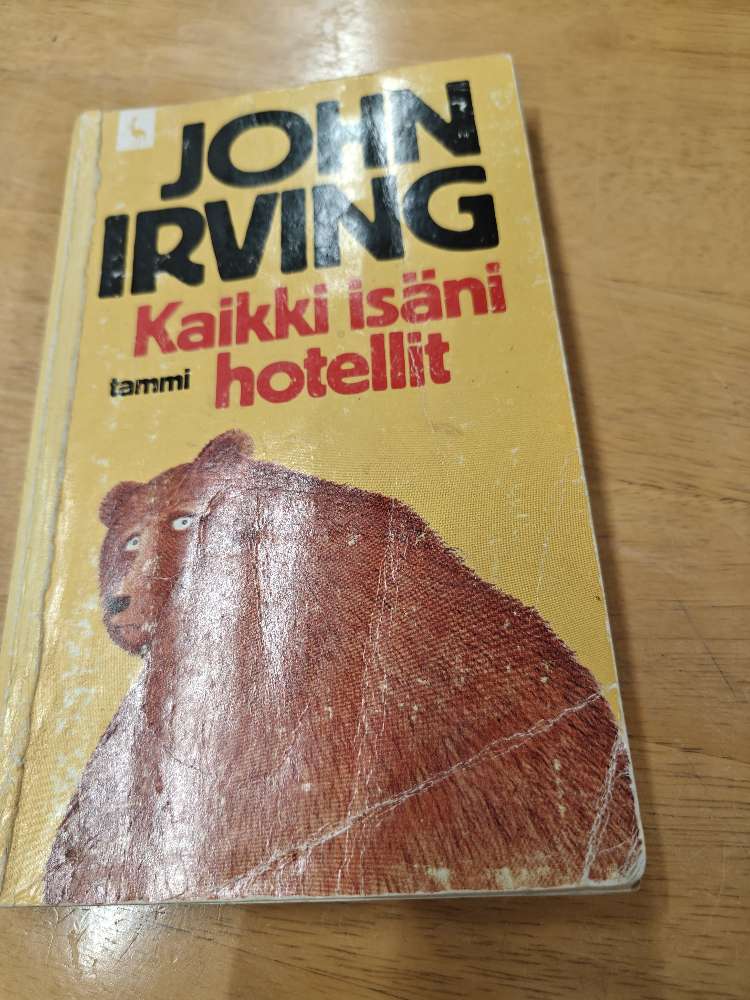 JOHN
IRVING
Kaikki isäni
tammi hotellit